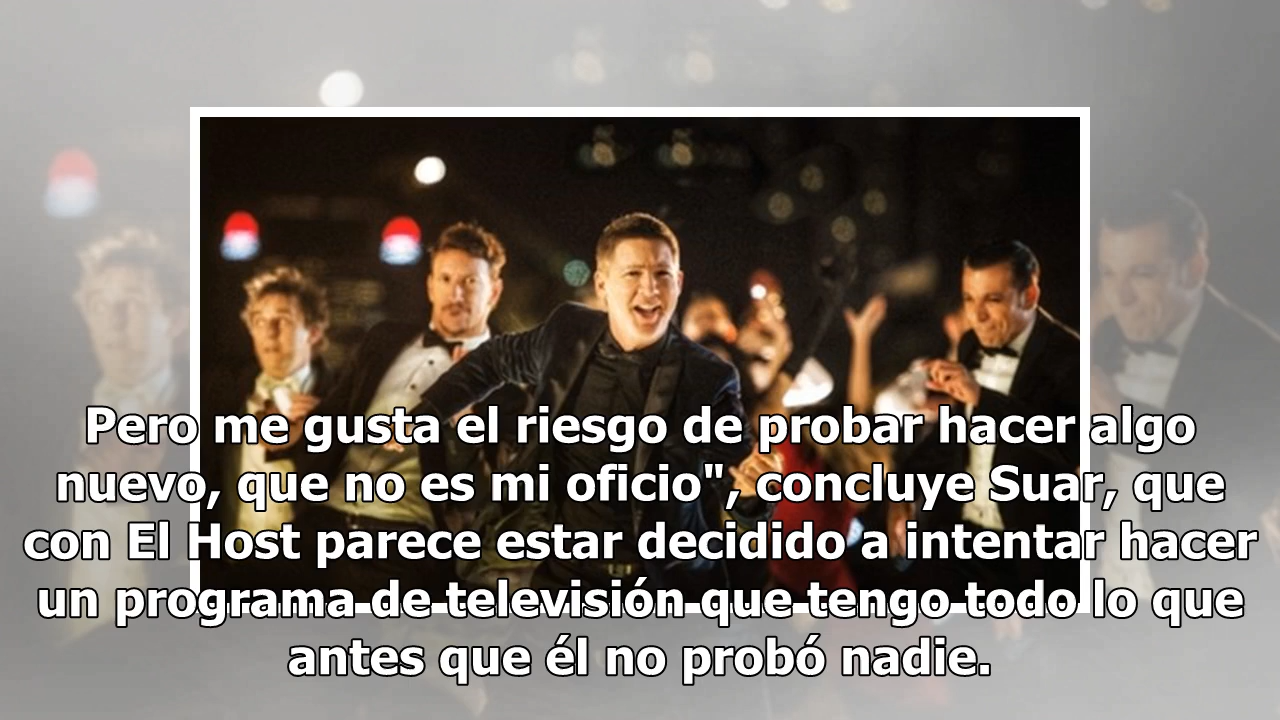 Pero me gusta el riesgo de probar hacer algo
nuevo, que no es mi oficio", concluye Suar, que
con El Host parece estar decidido a intentar hacer
un programa de televisión que tengo todo lo que
antes que él no probó nadie.